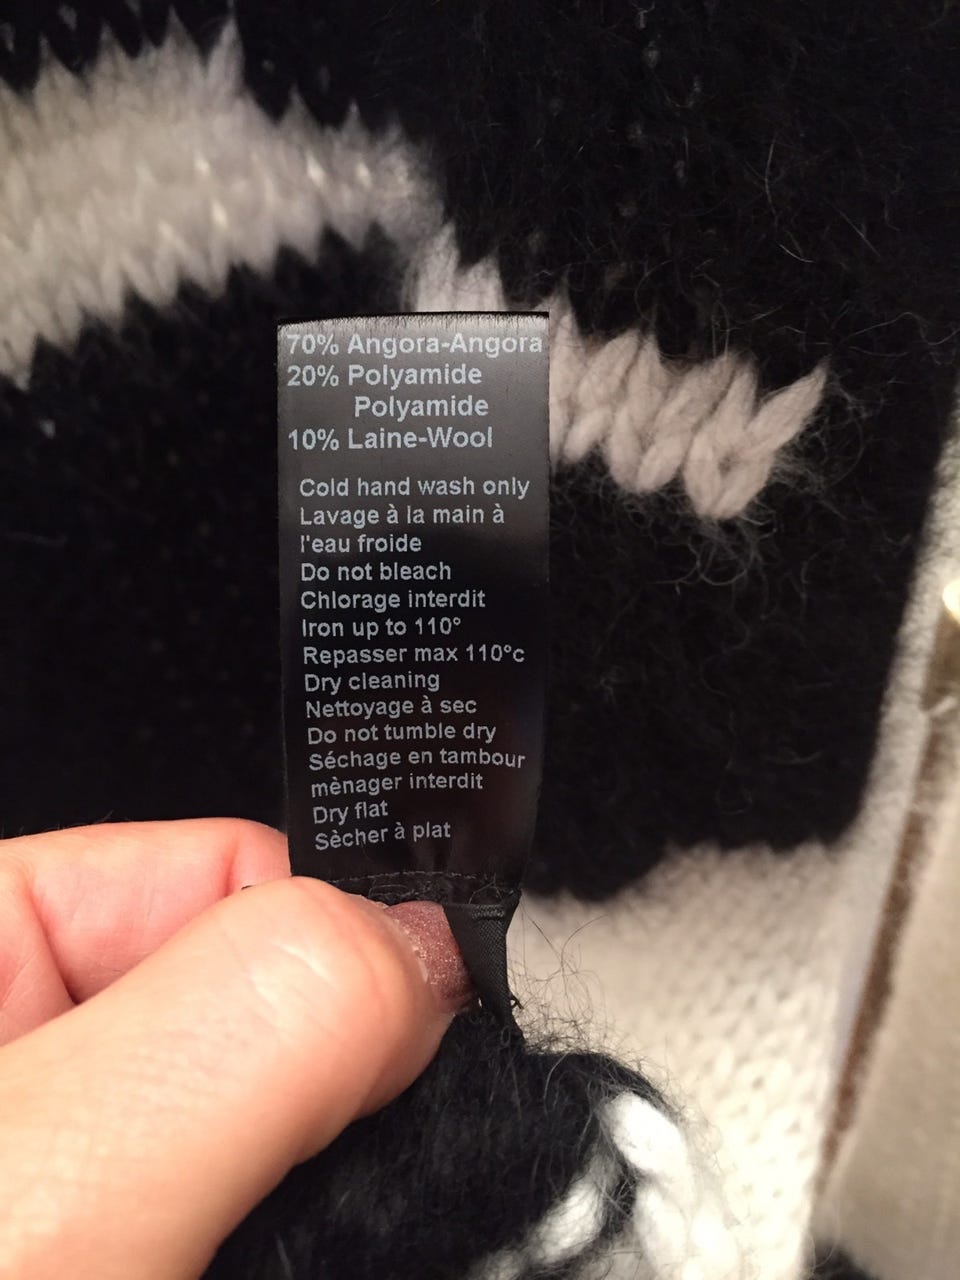 70% Angora-Angora
20% Polyamide
Polyamide
10% Laine-Wool
Cold hand wash only
Lavage à la main à
l'eau froide
Do not bleach
Chlorage interdit
Iron up to 110°
Repasser max 110°c
Dry cleaning
Nettoyage à sec
Do not tumble dry
Séchage en tambour
mènager interdit
Dry flat
Sècher à plat